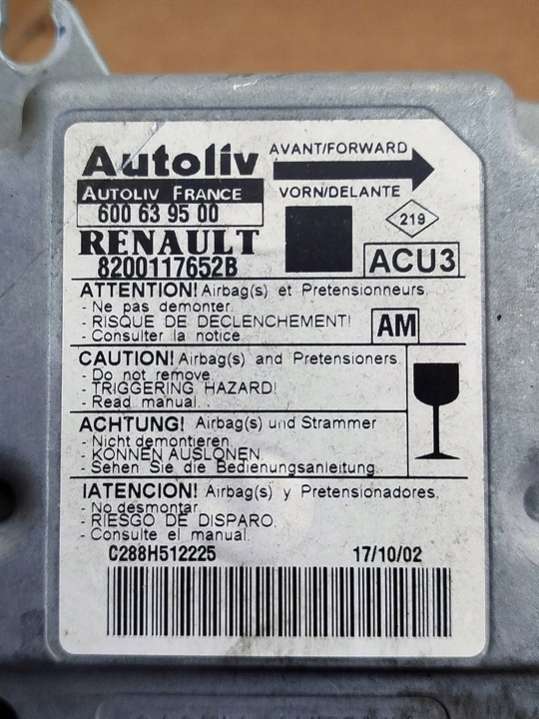 Autoliv
AVANT/FORWARD
AUTOLIV FRANCE
VORN/DELANTE
600 63 95 00
219
RENAULT
8200117652B
ACU3
ATTENTION! Airbag(s) et Pretensionneurs.
- Ne pas demonter.
- RISQUE DE DECLENCHEMENT!
- Consulter la notice
AM
CAUTION! Airbag(s) and Pretensioners.
- Do not remove
- TRIGGERING HAZARD!
- Read manual.
ACHTUNG! Airbag(s) und Strammer
- Nicht demontieren.
- KONNEN AUSLONEN
- Sehen Sie die Bedienungsanleitung.
IATENCION! Airbag(s) y Pretensionadores.
- No desmontar.
- RIESGO DE DISPARO.
- Consulte el manual.
C288H512225
17/10/02